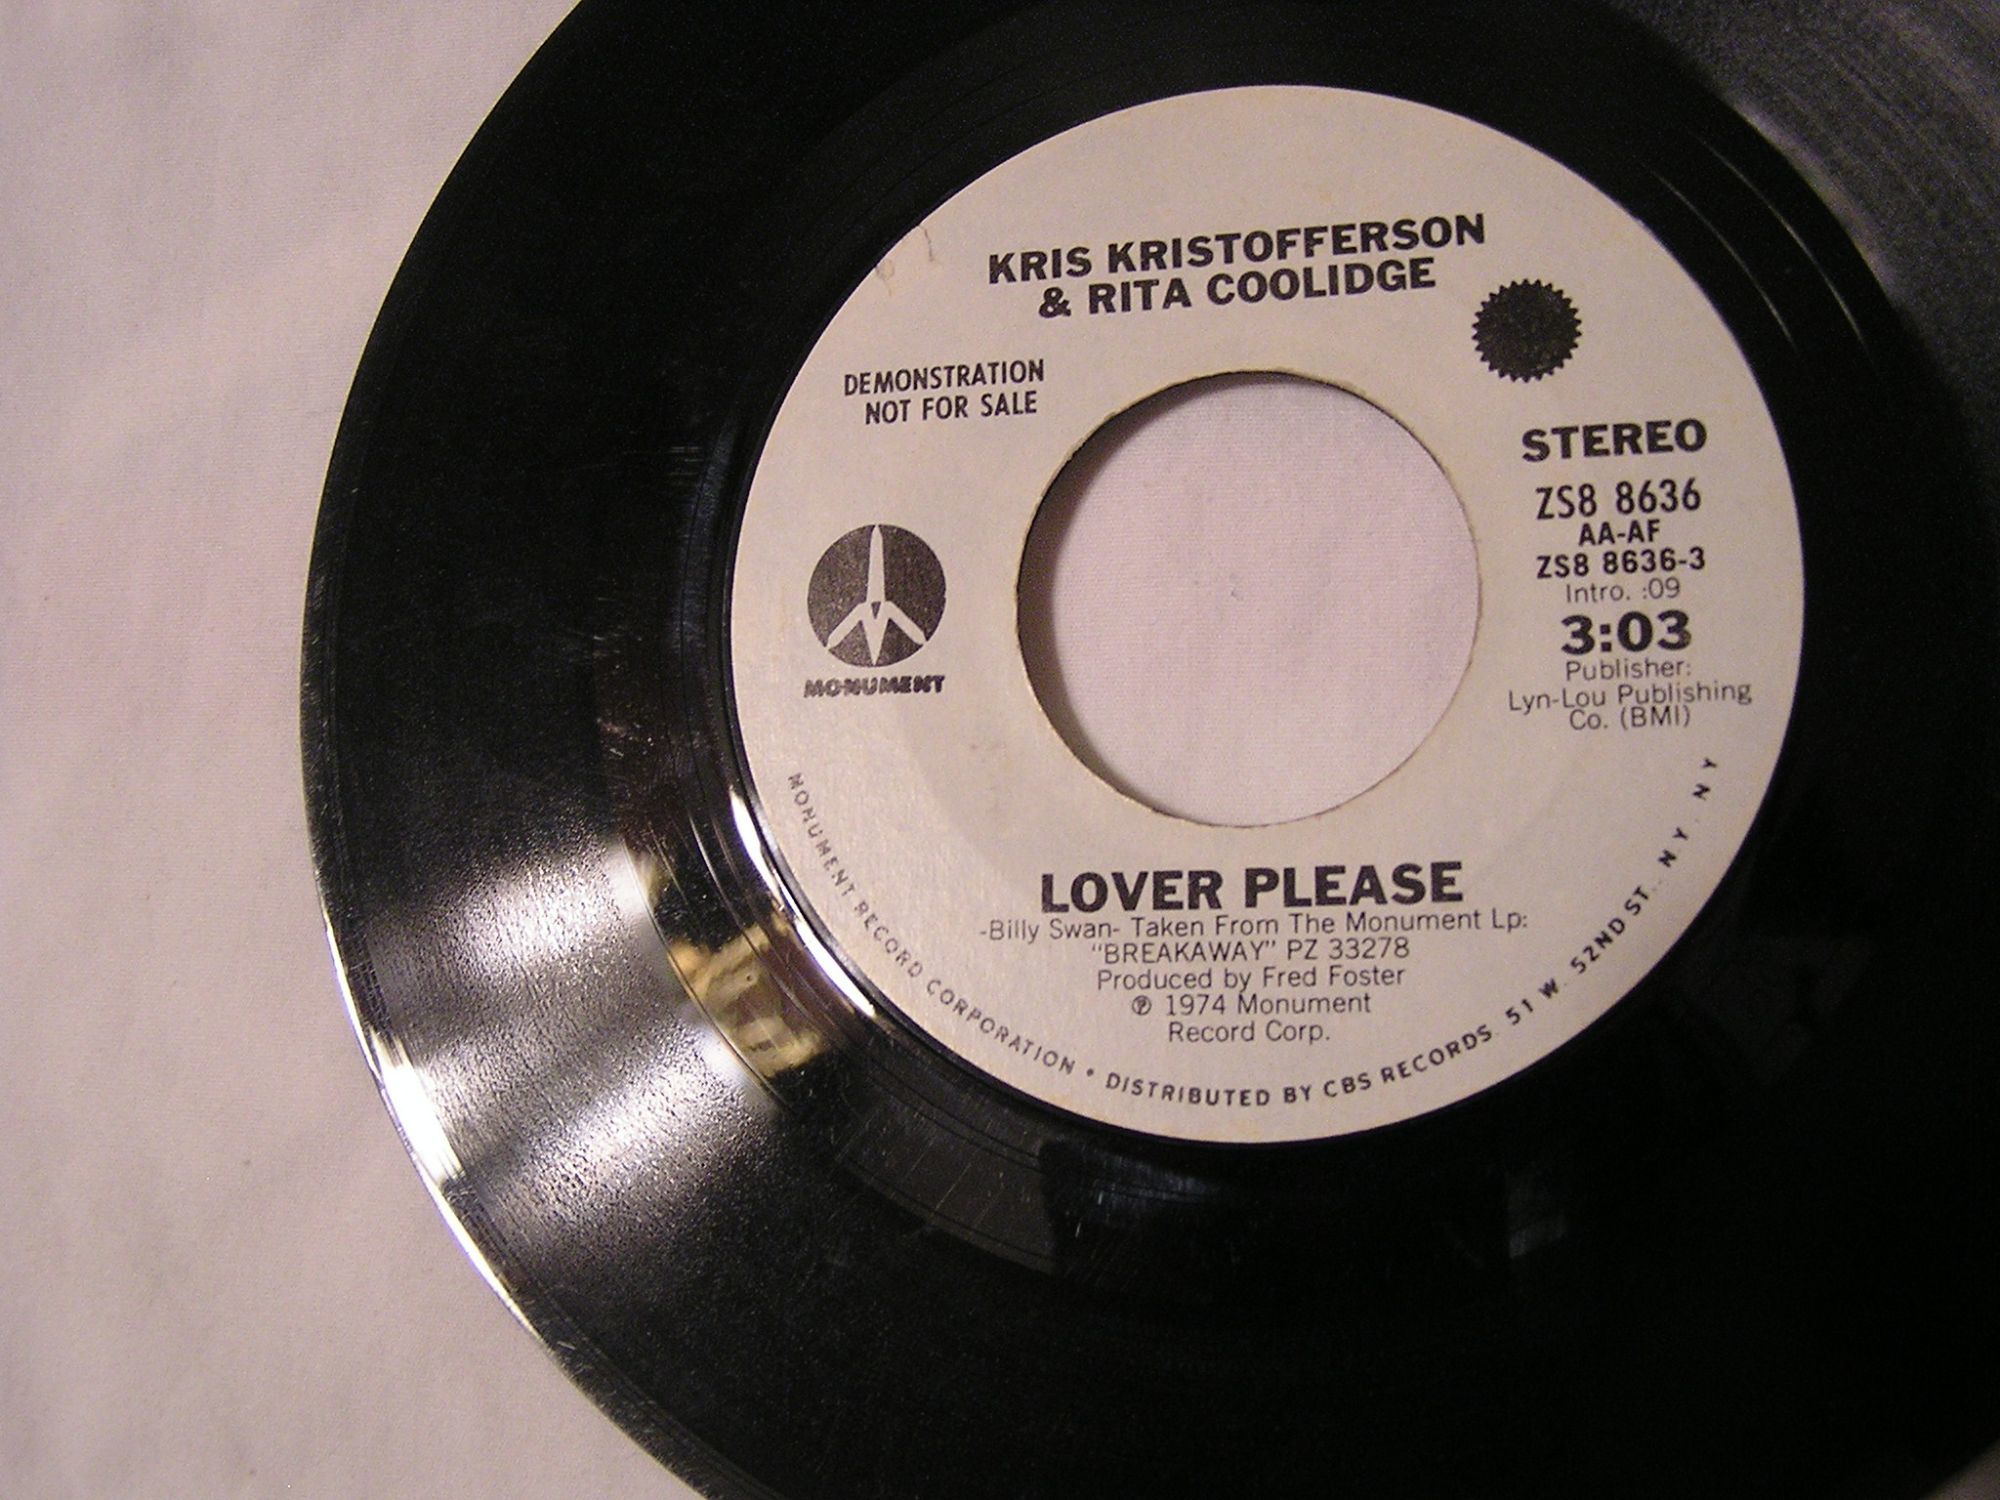 KRIS KRISTOFFERSON
& RITA COOLIDGE
DEMONSTRATION
NOT FOR SALE
STEREO
ZS8 8636
AA-AF
ZS8 8636-3
Intro. :09
3:03
Publisher:
Lyn-Lou Publishing
Co. (BMI)
MONUMENT
LOVER PLEASE
-Billy Swan- Taken From The Monument Lp:
"BREAKAWAY" PZ 33278
Produced by Fred Foster
℗ 1974 Monument
Record Corp.
MONUMENT RECORD CORPORATION • DISTRIBUTED BY CBS RECORDS. 51 W. 52ND ST., N.Y., N.Y.